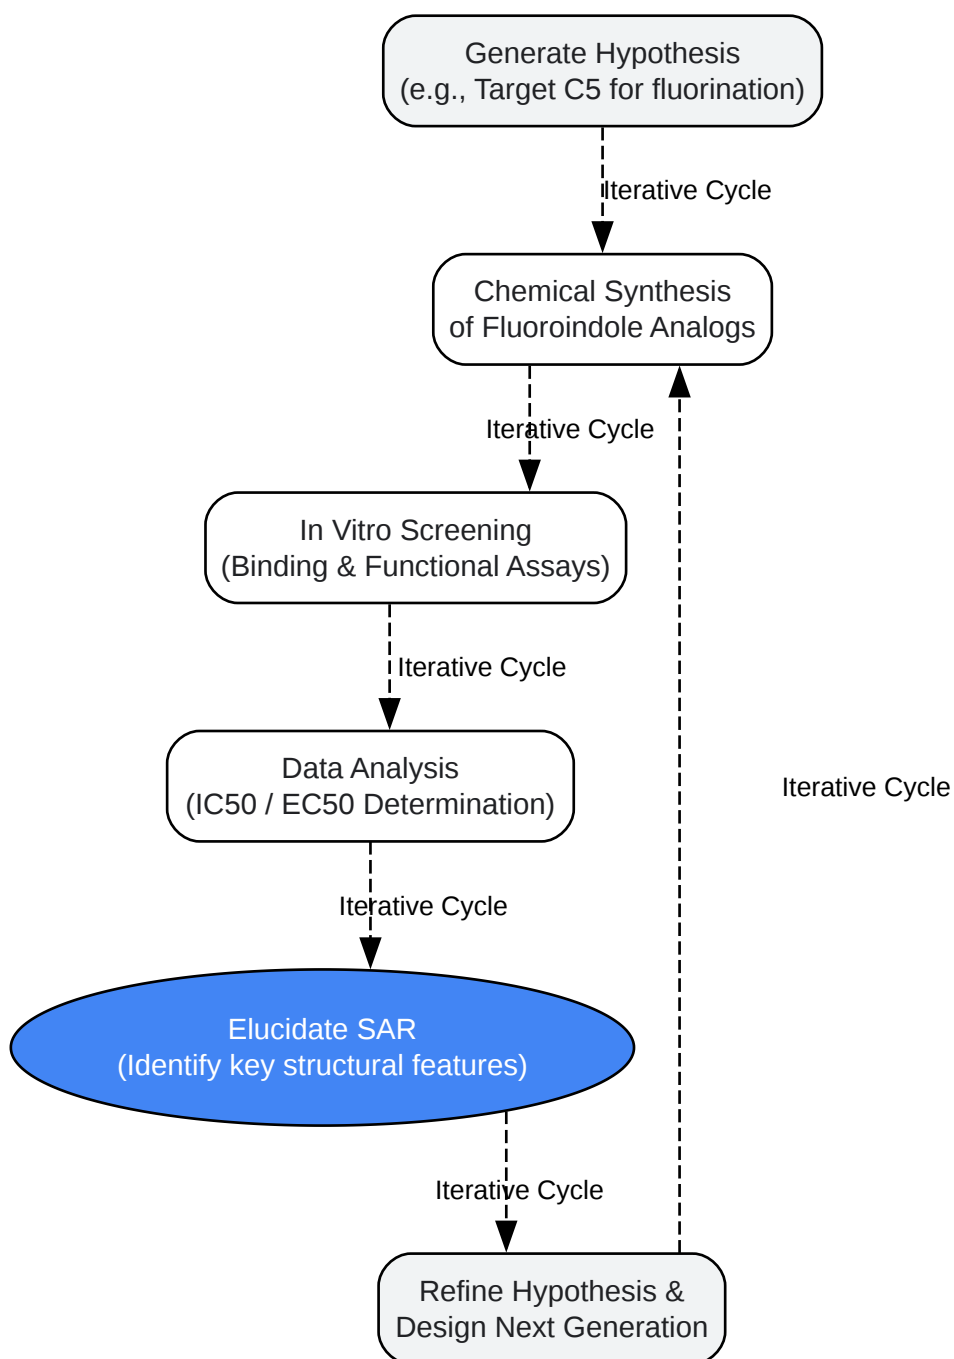 Generate Hypothesis
(e.g., Target C5 for fluorination)
Iterative Cycle
Chemical Synthesis
of Fluoroindole Analogs
Iterative Cycle
In Vitro Screening
(Binding & Functional Assays)
Iterative Cycle
Data Analysis
(IC50 / EC50 Determination)
Iterative Cycle
Iterative Cycle
Elucidate SAR
(Identify key structural features)
Iterative Cycle
Refine Hypothesis &
Design Next Generation